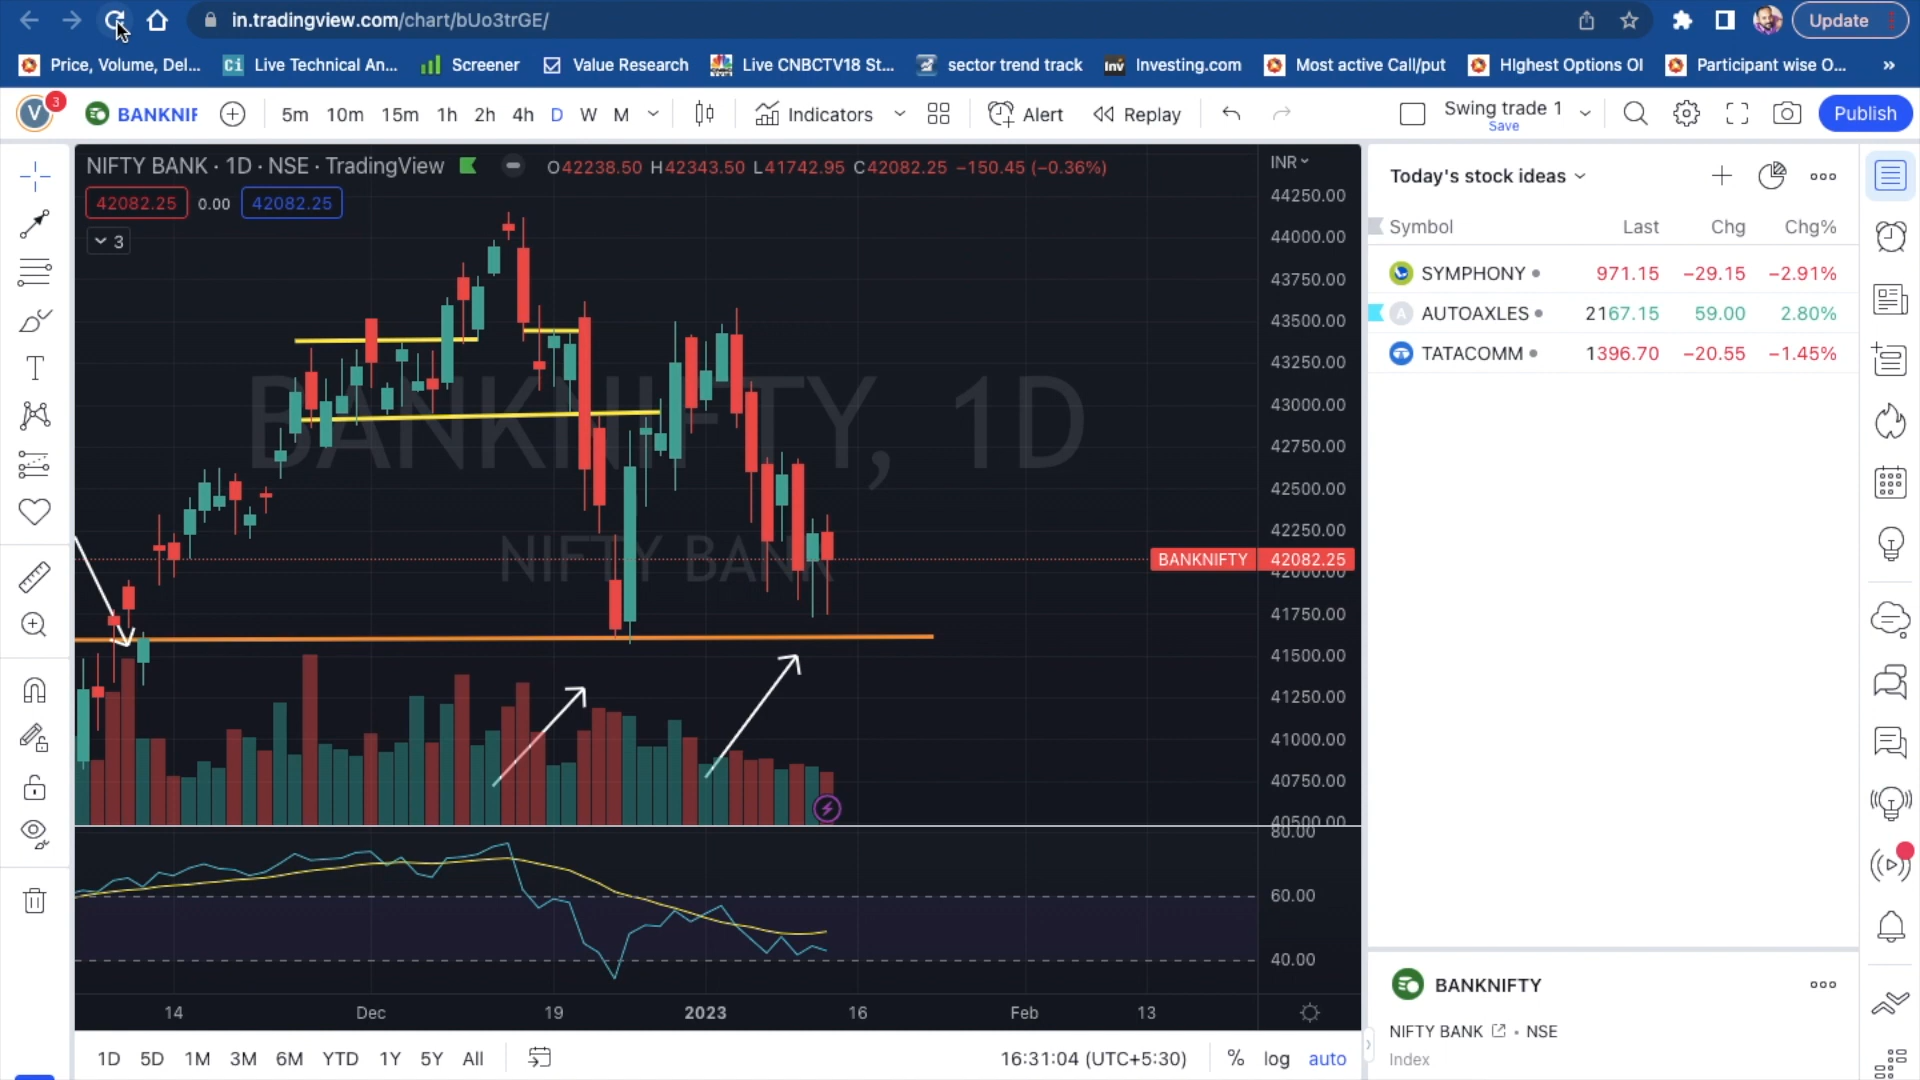 in.tradingview.com/chart/bUo3trGE/
Update
Price, Volume, Del...
Ci Live Technical An...
Screener
Value Research
Live CNBCTV18 St...
sector trend track
Inv Investing.com
Most active Call/put
HIghest Options OI
Participant wise O...
»
V 3
BANKNIF
5m 10m 15m 1h 2h 4h D W M
Indicators
Alert
Replay
Swing trade 1
Save
Publish
NIFTY BANK · 1D · NSE · TradingView
O42238.50 H42343.50 L41742.95 C42082.25 −150.45 (−0.36%)
INR
42082.25 0.00 42082.25
3
BANKNIFTY, 1D
NIFTY BANK
44250.00
44000.00
43750.00
43500.00
43250.00
43000.00
42750.00
42500.00
42250.00
BANKNIFTY 42082.25
42000.00
41750.00
41500.00
41250.00
41000.00
40750.00
40500.00
80.00
60.00
40.00
14 Dec 19 2023 16 Feb 13
1D 5D 1M 3M 6M YTD 1Y 5Y All
16:31:04 (UTC+5:30)
% log auto
Today's stock ideas
Symbol Last Chg Chg%
SYMPHONY 971.15 −29.15 −2.91%
A AUTOAXLES 2167.15 59.00 2.80%
TATACOMM 1396.70 −20.55 −1.45%
BANKNIFTY
NIFTY BANK · NSE
Index